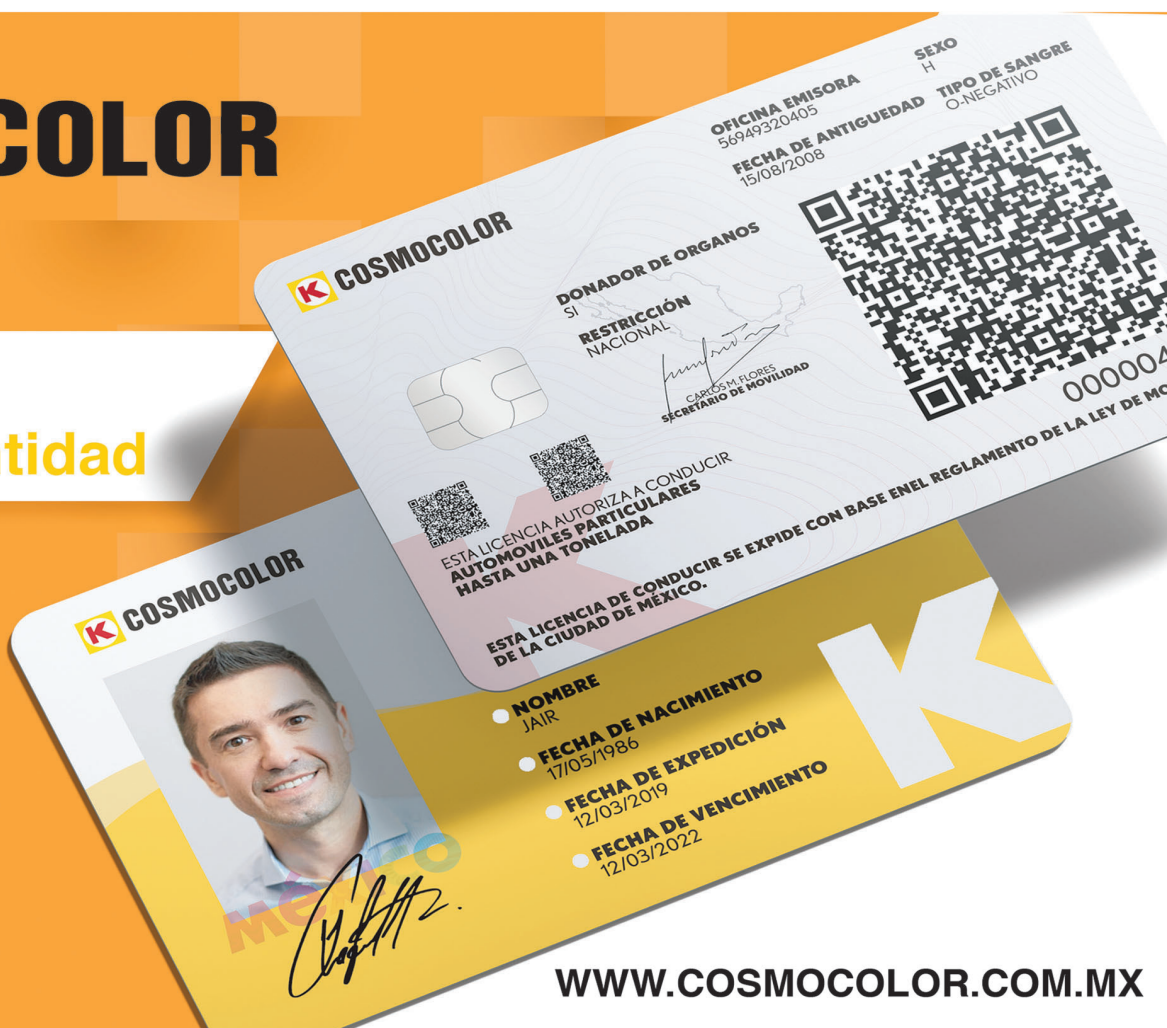 COLOR
tidad
K COSMOCOLOR
OFICINA EMISORA
56949320405
SEXO
H
FECHA DE ANTIGUEDAD
15/08/2008
TIPO DE SANGRE
O-NEGATIVO
DONADOR DE ORGANOS
SI
RESTRICCIÓN
NACIONAL
CARLOS M. FLORES
SECRETARIO DE MOVILIDAD
000004
ESTA LICENCIA AUTORIZA A CONDUCIR
AUTOMOVILES PARTICULARES
HASTA UNA TONELADA
ESTA LICENCIA DE CONDUCIR SE EXPIDE CON BASE ENEL REGLAMENTO DE LA LEY DE MO
DE LA CIUDAD DE MÉXICO.
K COSMOCOLOR
NOMBRE
JAIR
FECHA DE NACIMIENTO
17/05/1986
FECHA DE EXPEDICIÓN
12/03/2019
FECHA DE VENCIMIENTO
12/03/2022
K
México
WWW.COSMOCOLOR.COM.MX